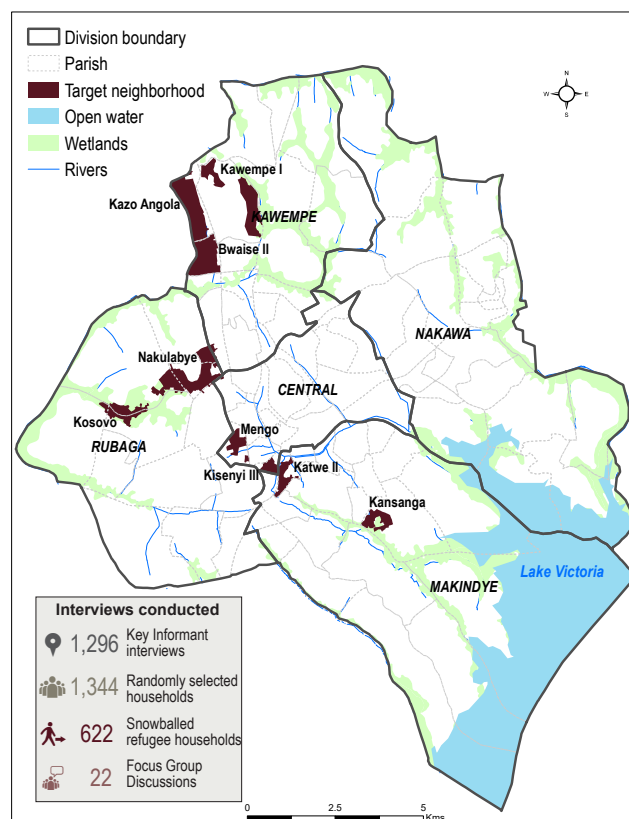 Division boundary
Parish
Target neighborhood
Open water
Wetlands
Rivers
N
W E
S
Kawempe I
Kazo Angola
KAWEMPE
Bwaise II
NAKAWA
Nakulabye
CENTRAL
Kosovo
Mengo
RUBAGA
Kisenyi III
Katwe II
Kansanga
Lake Victoria
MAKINDYE
Interviews conducted
1,296 Key Informant
interviews
1,344 Randomly selected
households
622 Snowballed
refugee households
22 Focus Group
Discussions
0 2.5 5
Kms